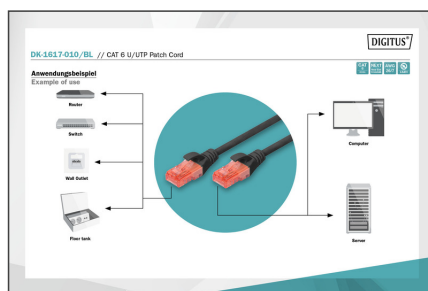 DIGITUS®
DK-1617-010/BL // CAT 6 U/UTP Patch Cord
Anwendungsbeispiel
Example of use
Router
Switch
Wall Outlet
Floor tank
Computer
Server